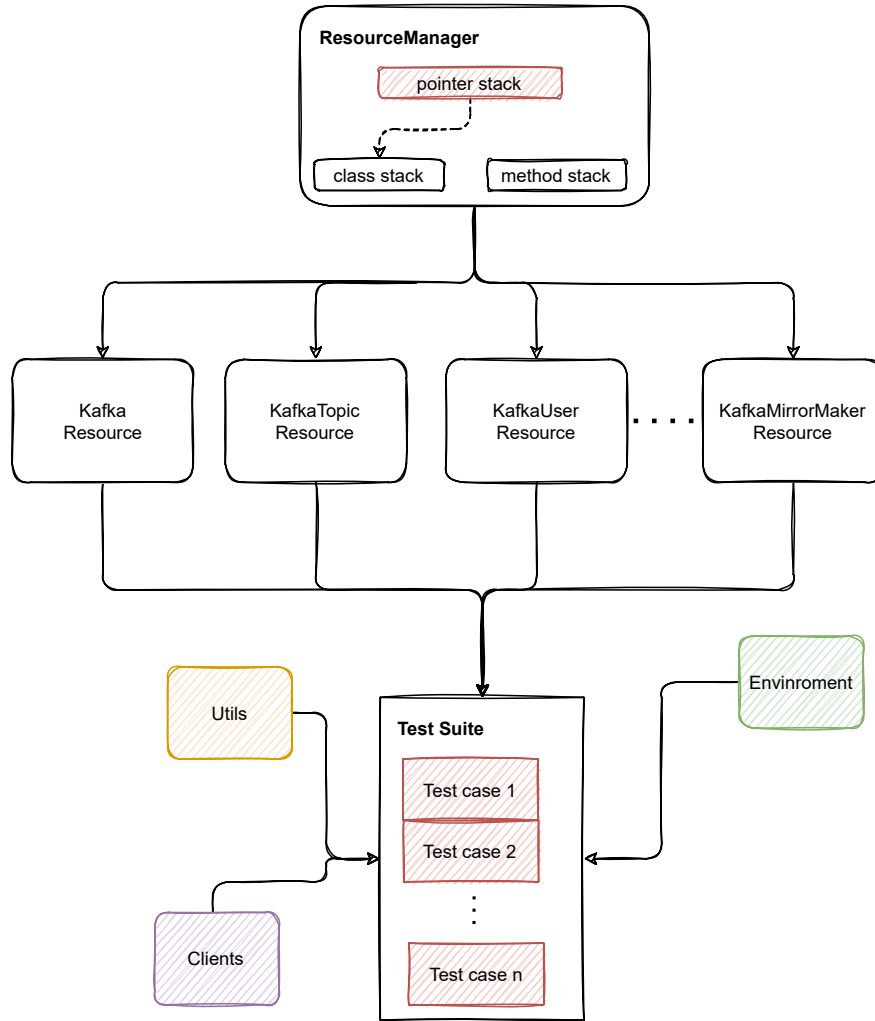 ResourceManager
pointer stack
class stack
method stack
Kafka
Resource
KafkaTopic
Resource
KafkaUser
Resource
. . . .
KafkaMirrorMaker
Resource
Utils
Envinroment
Test Suite
Test case 1
Test case 2
Test case n
Clients